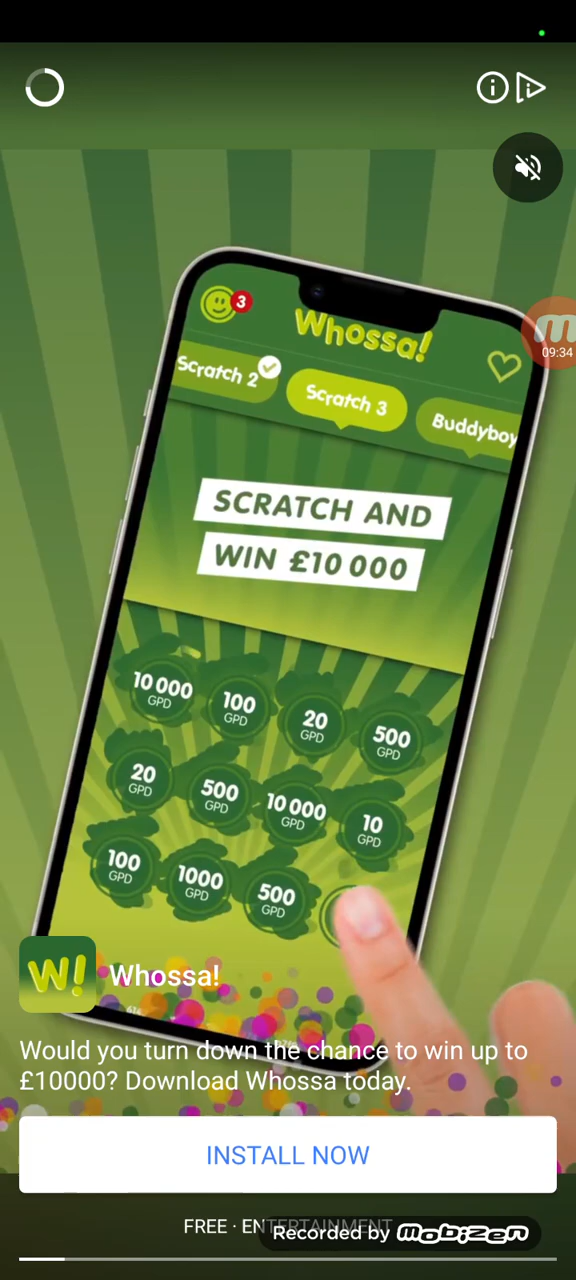 09:34
3
Whossa!
Scratch 2
Scratch 3
Buddyboy
SCRATCH AND
WIN £10 000
10 000 GPD
100 GPD
20 GPD
500 GPD
20 GPD
500 GPD
10 000 GPD
10 GPD
100 GPD
1000 GPD
500 GPD
W!
Whossa!
Would you turn down the chance to win up to
£10000? Download Whossa today.
INSTALL NOW
FREE · ENTERTAINMENT
Recorded by mobizen